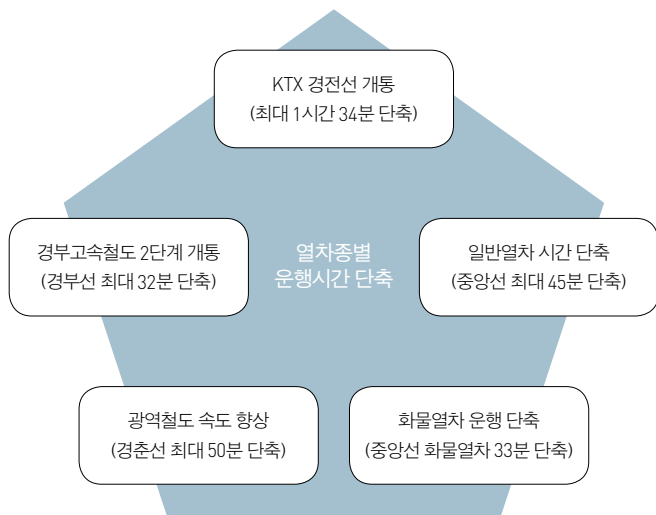 KTX 경전선 개통
(최대 1시간 34분 단축)
경부고속철도 2단계 개통
(경부선 최대 32분 단축)
열차종별
운행시간 단축
일반열차 시간 단축
(중앙선 최대 45분 단축)
광역철도 속도 향상
(경춘선 최대 50분 단축)
화물열차 운행 단축
(중앙선 화물열차 33분 단축)